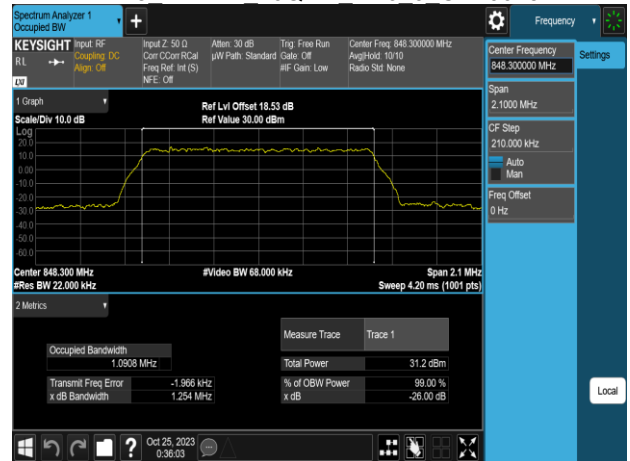 Spectrum Analyzer 1
Occupied BW
Frequency
KEYSIGHT
R L
LXI
Input: RF
Coupling: DC
Align: Off
Input Z: 50 Ω
Corr CCorr RCal
Freq Ref: Int (S)
NFE: Off
Atten: 30 dB
µW Path: Standard
Trig: Free Run
Gate: Off
#IF Gain: Low
Center Freq: 848.300000 MHz
Avg|Hold: 10/10
Radio Std: None
Center Frequency
848.300000 MHz
Settings
Span
2.1000 MHz
CF Step
210.000 kHz
Auto
Man
Freq Offset
0 Hz
Local
1 Graph
Scale/Div 10.0 dB
Ref Lvl Offset 18.53 dB
Ref Value 30.00 dBm
Log
20.0
10.0
0.00
-10.0
-20.0
-30.0
-40.0
-50.0
-60.0
Center 848.300 MHz
#Video BW 68.000 kHz
Span 2.1 MHz
#Res BW 22.000 kHz
Sweep 4.20 ms (1001 pts)
2 Metrics
Measure Trace
Trace 1
Occupied Bandwidth
1.0908 MHz
Total Power
31.2 dBm
Transmit Freq Error
-1.966 kHz
% of OBW Power
99.00 %
x dB Bandwidth
1.254 MHz
x dB
-26.00 dB
?
Oct 25, 2023
0:36:03